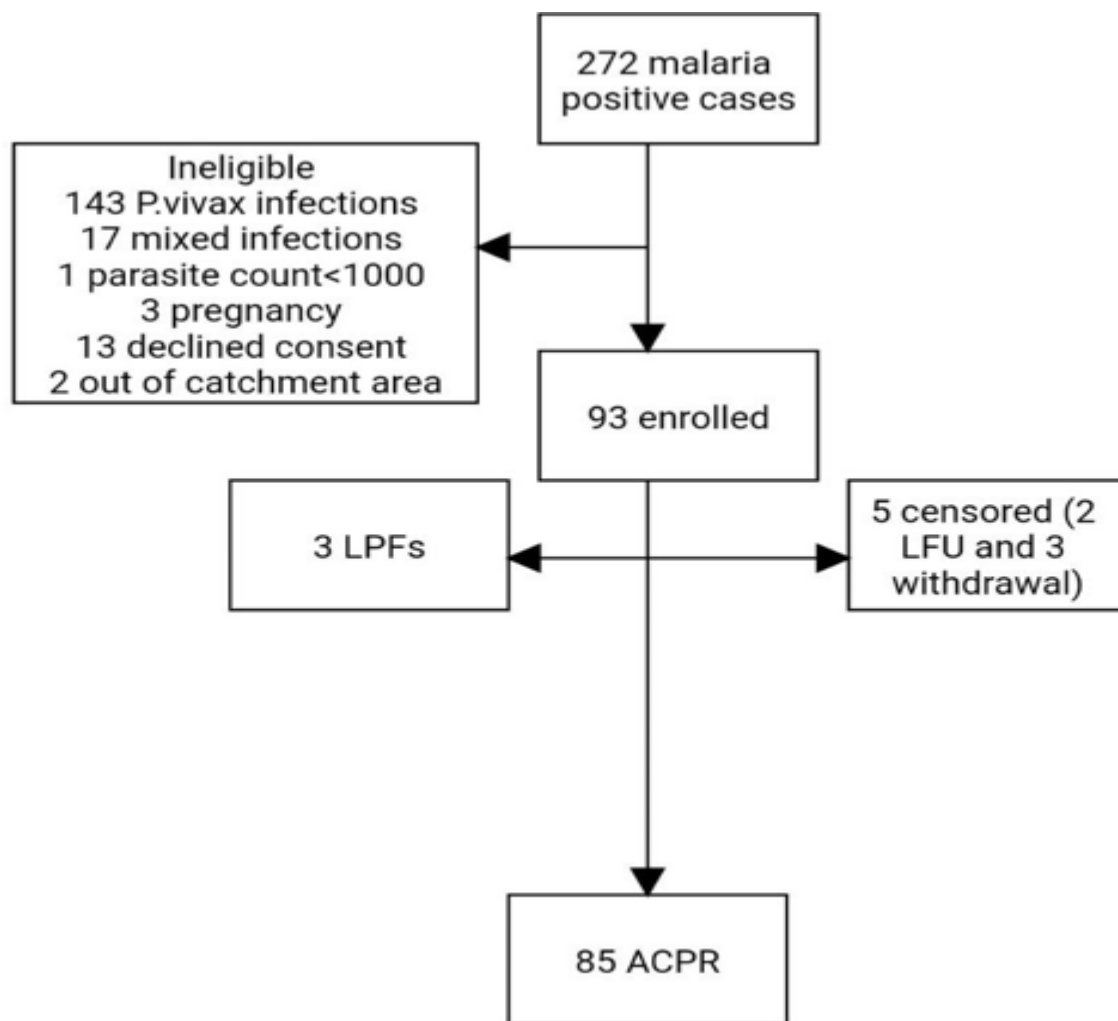 272 malaria
positive cases
Ineligible
143 P.vivax infections
17 mixed infections
1 parasite count<1000
3 pregnancy
13 declined consent
2 out of catchment area
93 enrolled
3 LPFs
5 censored (2
LFU and 3
withdrawal)
85 ACPR